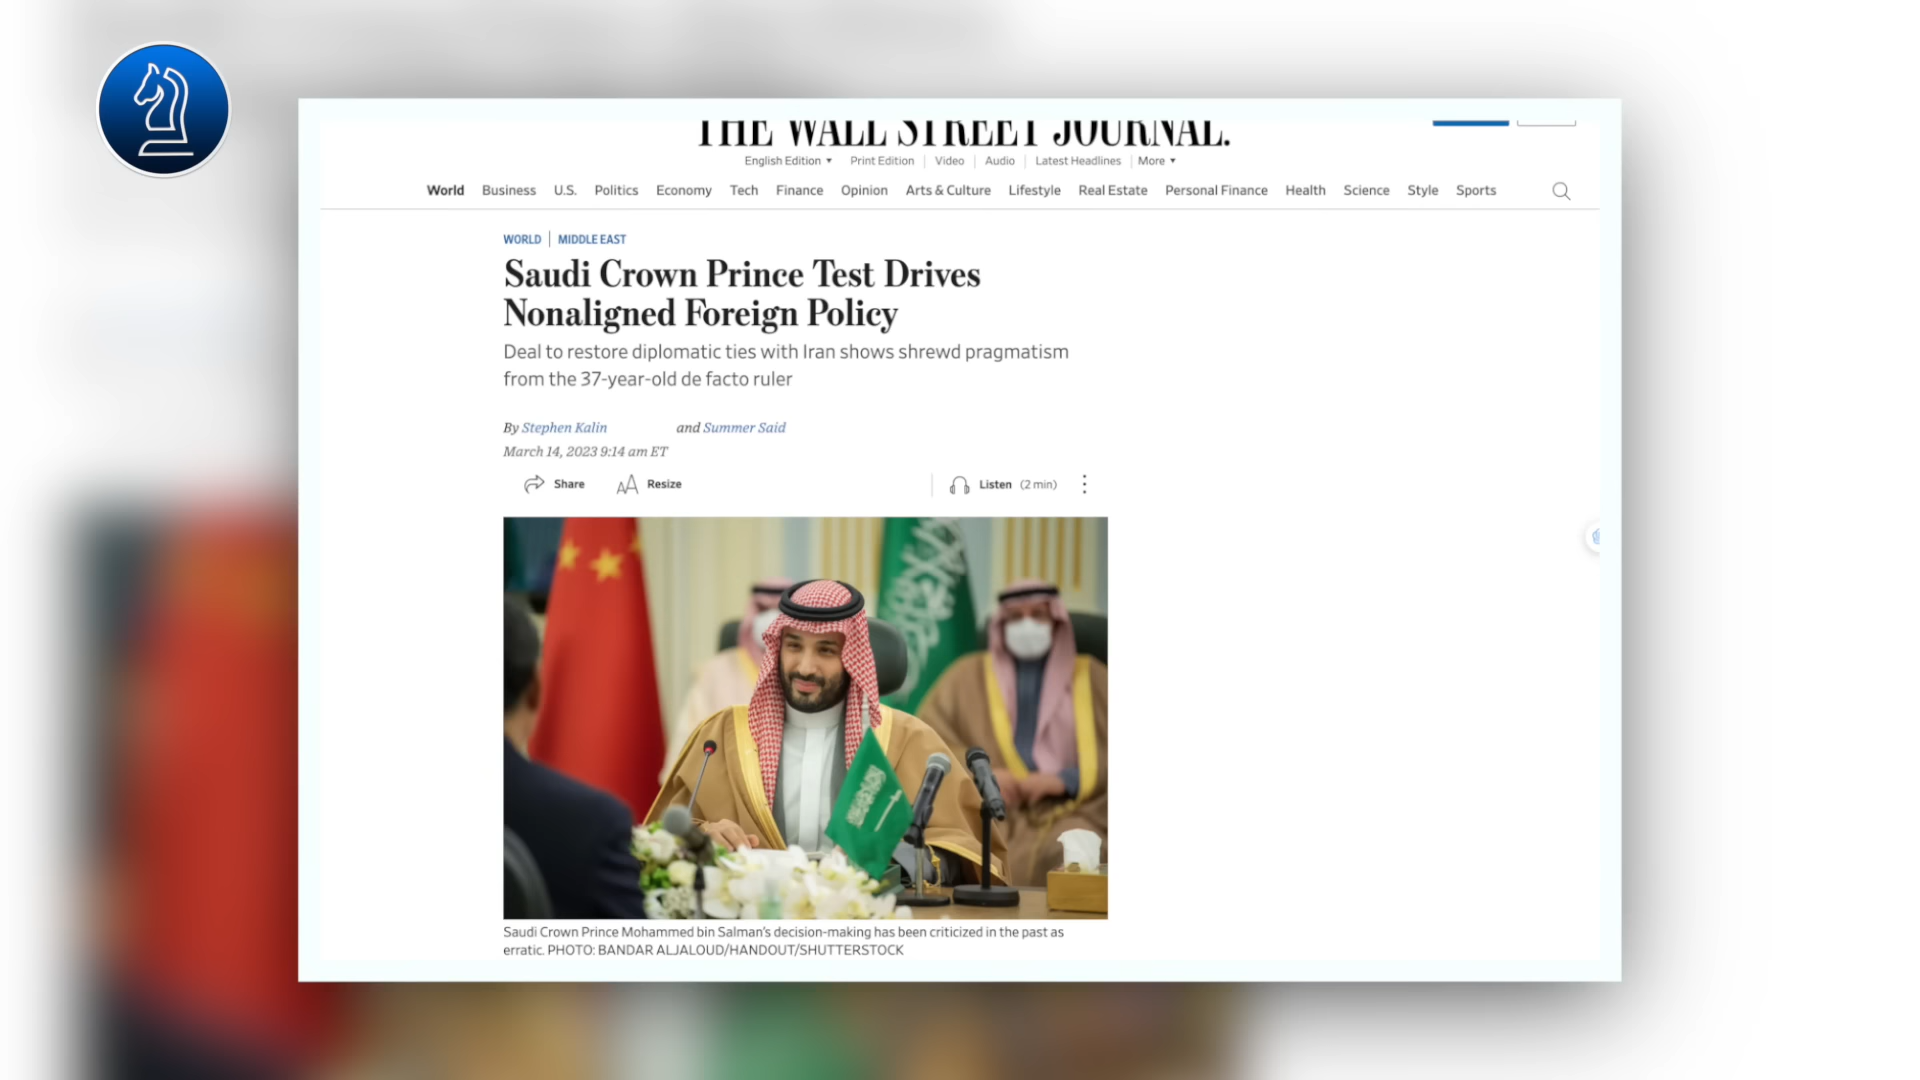 THE WALL STREET JOURNAL.
English Edition Print Edition Video Audio Latest Headlines More
World Business U.S. Politics Economy Tech Finance Opinion Arts & Culture Lifestyle Real Estate Personal Finance Health Science Style Sports
WORLD MIDDLE EAST
Saudi Crown Prince Test Drives
Nonaligned Foreign Policy
Deal to restore diplomatic ties with Iran shows shrewd pragmatism
from the 37-year-old de facto ruler
By Stephen Kalin and Summer Said
March 14, 2023 9:14 am ET
Share AA Resize Listen (2 min)
Saudi Crown Prince Mohammed bin Salman's decision-making has been criticized in the past as
erratic. PHOTO: BANDAR ALJALOUD/HANDOUT/SHUTTERSTOCK